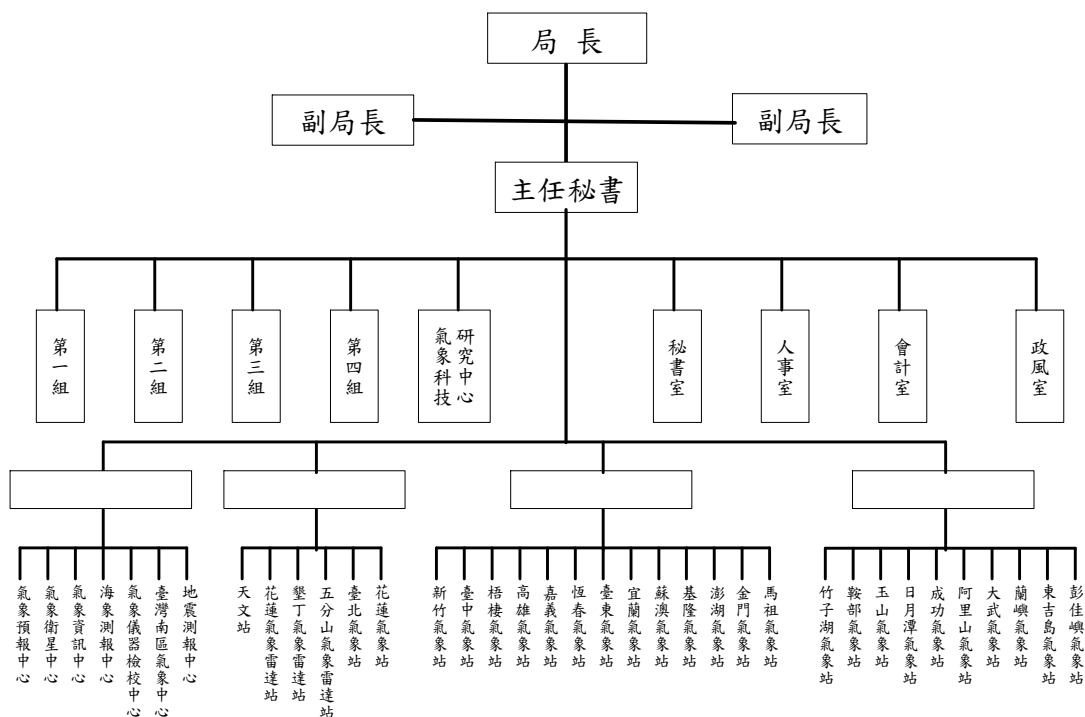 局 長
副局長
副局長
主任秘書
第一組
第二組
第三組
第四組
氣象科技
研究中心
秘書室
人事室
會計室
政風室
氣象預報中心
氣象衛星中心
氣象資訊中心
海象測報中心
氣象儀器檢校中心
臺灣南區氣象中心
地震測報中心
天文站
花蓮氣象雷達站
墾丁氣象雷達站
五分山氣象雷達站
臺北氣象站
花蓮氣象站
新竹氣象站
臺中氣象站
梧棲氣象站
高雄氣象站
嘉義氣象站
恆春氣象站
臺東氣象站
宜蘭氣象站
蘇澳氣象站
基隆氣象站
澎湖氣象站
金門氣象站
馬祖氣象站
竹子湖氣象站
鞍部氣象站
玉山氣象站
日月潭氣象站
成功氣象站
阿里山氣象站
大武氣象站
蘭嶼氣象站
東吉島氣象站
彭佳嶼氣象站